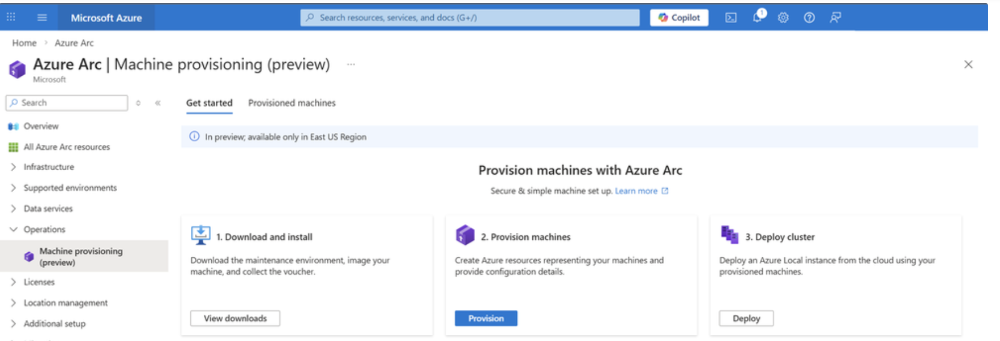 Microsoft Azure
Search resources, services, and docs (G+/)
Copilot
1
Home > Azure Arc
Azure Arc | Machine provisioning (preview) ...
Microsoft
Search
Get started
Provisioned machines
Overview
All Azure Arc resources
Infrastructure
Supported environments
Data services
Operations
Machine provisioning
(preview)
Licenses
Location management
Additional setup
In preview; available only in East US Region
Provision machines with Azure Arc
Secure & simple machine set up. Learn more
1. Download and install
Download the maintenance environment, image your
machine, and collect the voucher.
View downloads
2. Provision machines
Create Azure resources representing your machines and
provide configuration details.
Provision
3. Deploy cluster
Deploy an Azure Local instance from the cloud using your
provisioned machines.
Deploy